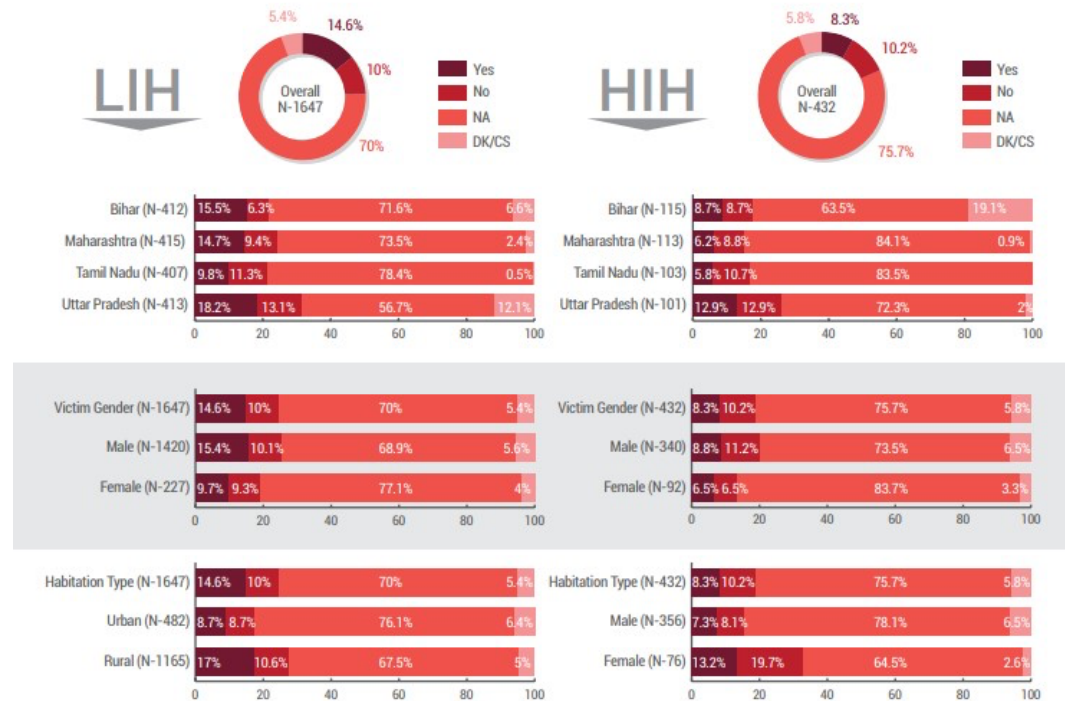 5.4%
14.6%
10%
70%
Overall
N-1647
LIH
Yes
No
NA
DK/CS
5.8%
8.3%
10.2%
75.7%
Overall
N-432
HIH
Yes
No
NA
DK/CS
Bihar (N-412) 15.5% 6.3% 71.6% 6.6%
Maharashtra (N-415) 14.7% 9.4% 73.5% 2.4%
Tamil Nadu (N-407) 9.8% 11.3% 78.4% 0.5%
Uttar Pradesh (N-413) 18.2% 13.1% 56.7% 12.1%
0 20 40 60 80 100
Bihar (N-115) 8.7% 8.7% 63.5% 19.1%
Maharashtra (N-113) 6.2% 8.8% 84.1% 0.9%
Tamil Nadu (N-103) 5.8% 10.7% 83.5%
Uttar Pradesh (N-101) 12.9% 12.9% 72.3% 2%
0 20 40 60 80 100
Victim Gender (N-1647) 14.6% 10% 70% 5.4%
Male (N-1420) 15.4% 10.1% 68.9% 5.6%
Female (N-227) 9.7% 9.3% 77.1% 4%
0 20 40 60 80 100
Victim Gender (N-432) 8.3% 10.2% 75.7% 5.8%
Male (N-340) 8.8% 11.2% 73.5% 6.5%
Female (N-92) 6.5% 6.5% 83.7% 3.3%
0 20 40 60 80 100
Habitation Type (N-1647) 14.6% 10% 70% 5.4%
Urban (N-482) 8.7% 8.7% 76.1% 6.4%
Rural (N-1165) 17% 10.6% 67.5% 5%
0 20 40 60 80 100
Habitation Type (N-432) 8.3% 10.2% 75.7% 5.8%
Male (N-356) 7.3% 8.1% 78.1% 6.5%
Female (N-76) 13.2% 19.7% 64.5% 2.6%
0 20 40 60 80 100